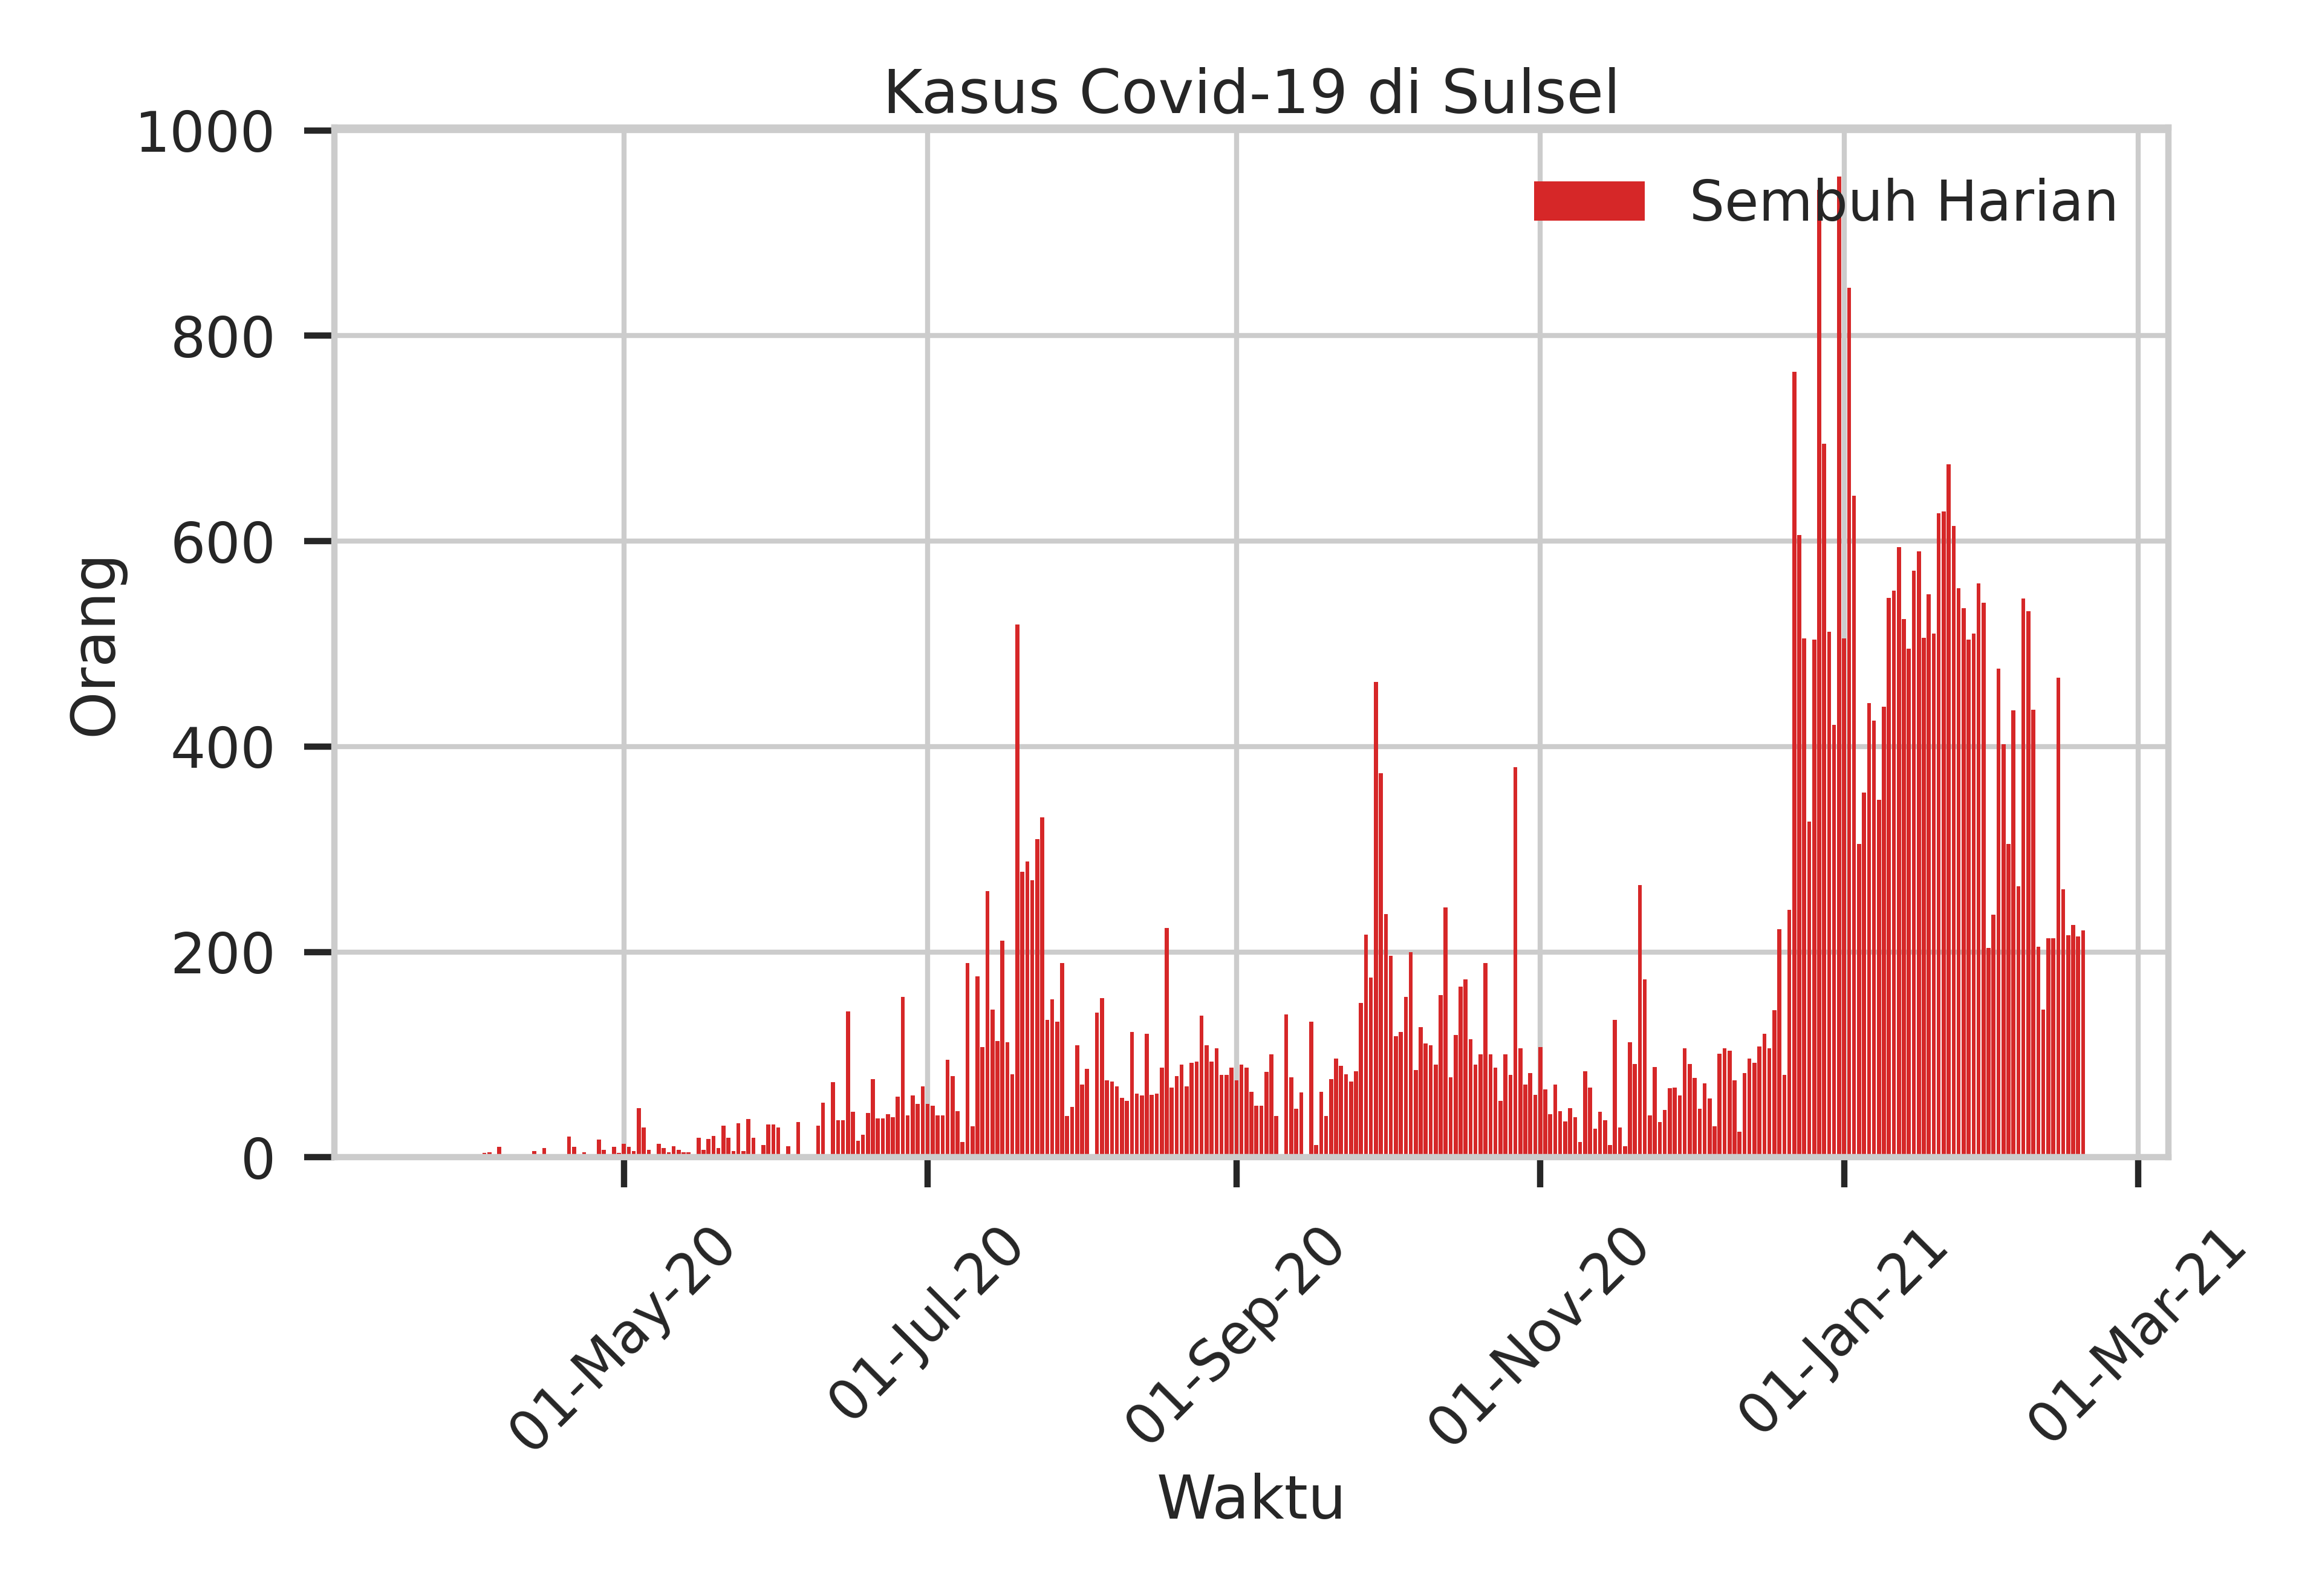 Kasus Covid-19 di Sulsel
Sembuh Harian
Orang
1000
800
600
400
200
0
01-May-20
01-Jul-20
01-Sep-20
01-Nov-20
01-Jan-21
01-Mar-21
Waktu